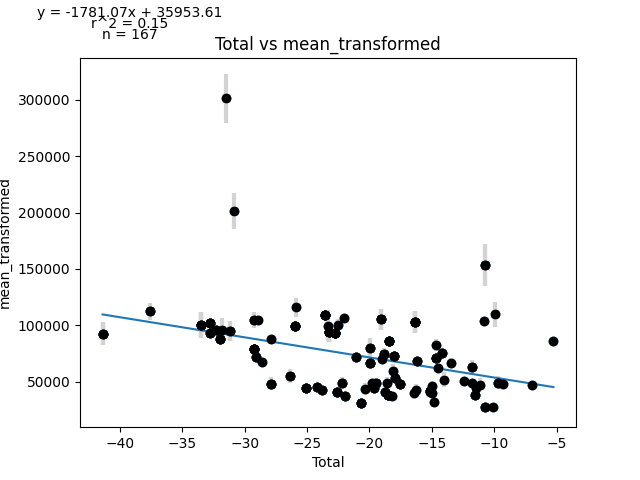 y = -1781.07x + 35953.61
r^2 = 0.15
n = 167
Total vs mean_transformed
300000
250000
200000
150000
100000
50000
mean_transformed
−40
−35
−30
−25
−20
−15
−10
−5
Total